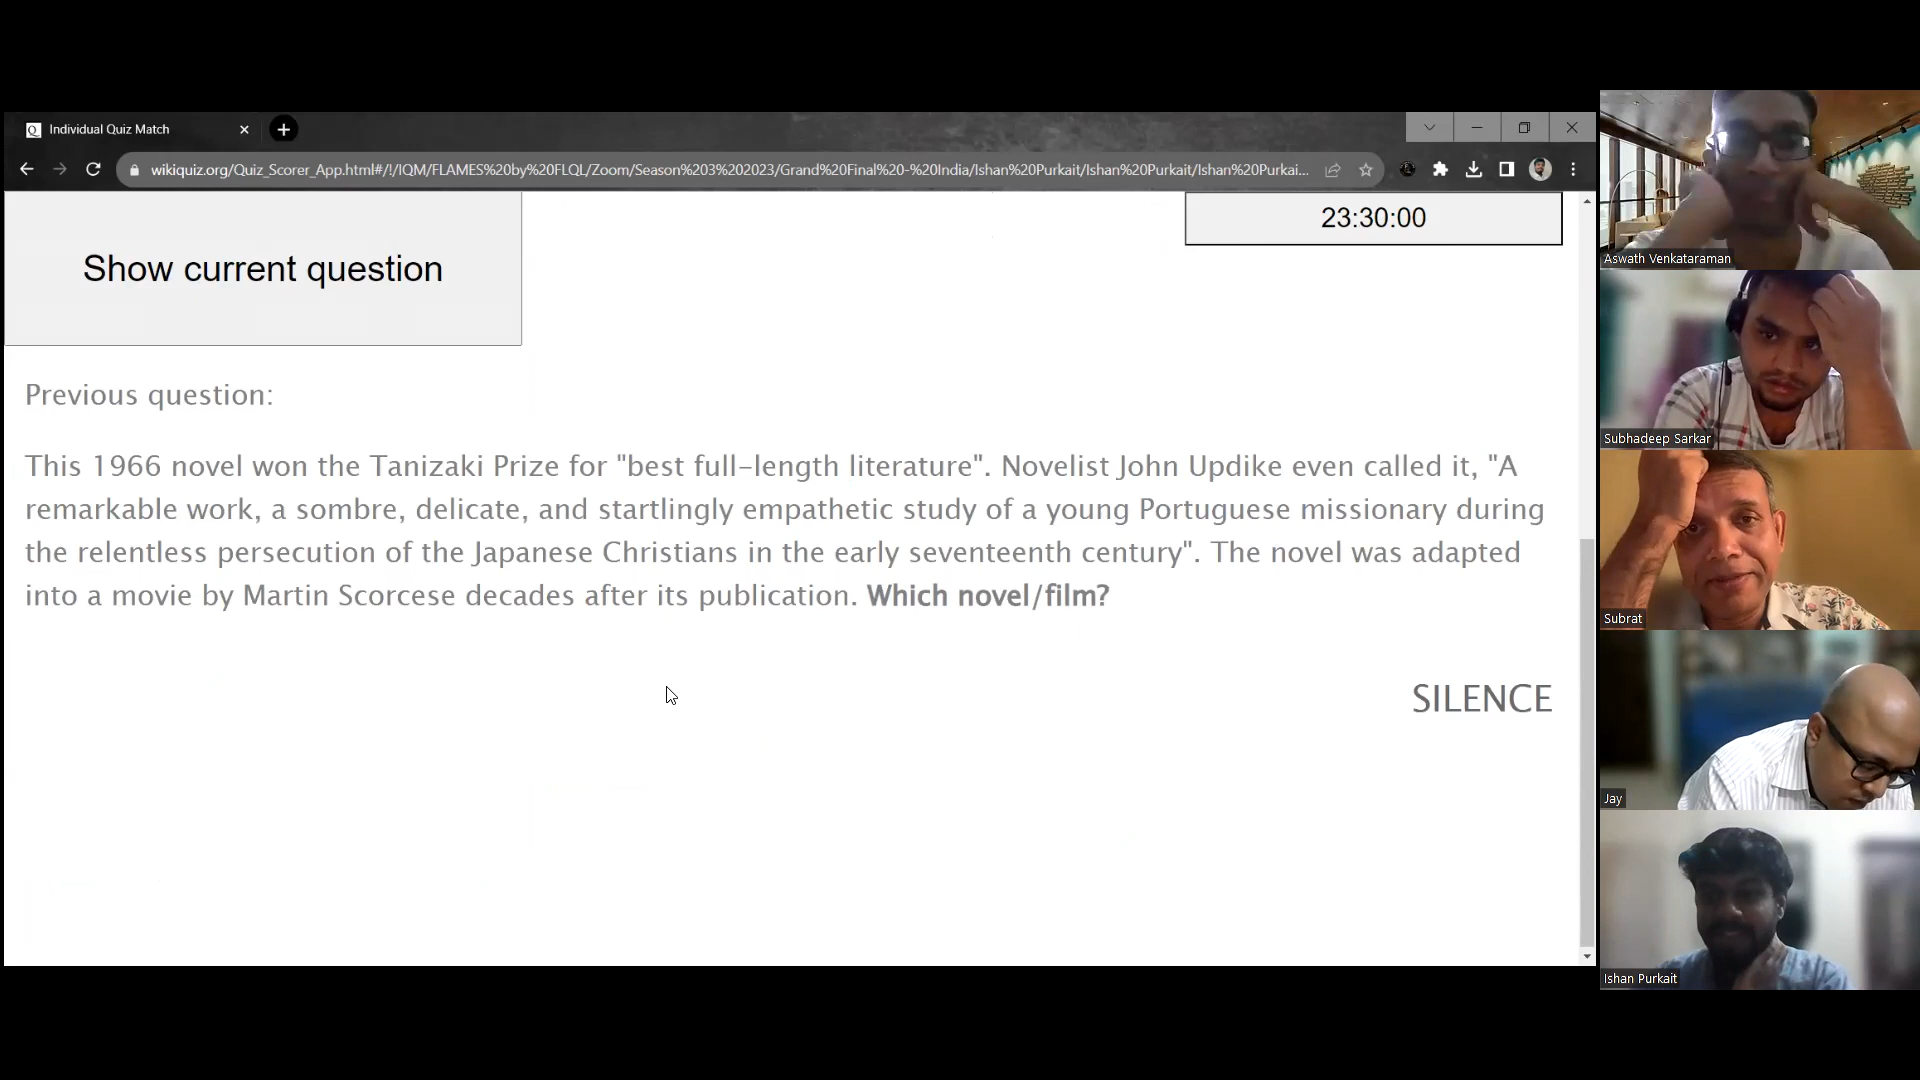 Individual Quiz Match
wikiquiz.org/Quiz_Scorer_App.html#/!/IQM/FLAMES%20by%20FLQL/Zoom/Season%203%202023/Grand%20Final%20-%20India/Ishan%20Purkait/Ishan%20Purkait/Ishan%20Purkai...
Show current question
23:30:00
Previous question:
This 1966 novel won the Tanizaki Prize for "best full-length literature". Novelist John Updike even called it, "A
remarkable work, a sombre, delicate, and startlingly empathetic study of a young Portuguese missionary during
the relentless persecution of the Japanese Christians in the early seventeenth century". The novel was adapted
into a movie by Martin Scorcese decades after its publication. Which novel/film?
SILENCE
Aswath Venkataraman
Subhadeep Sarkar
Subrat
Jay
Ishan Purkait